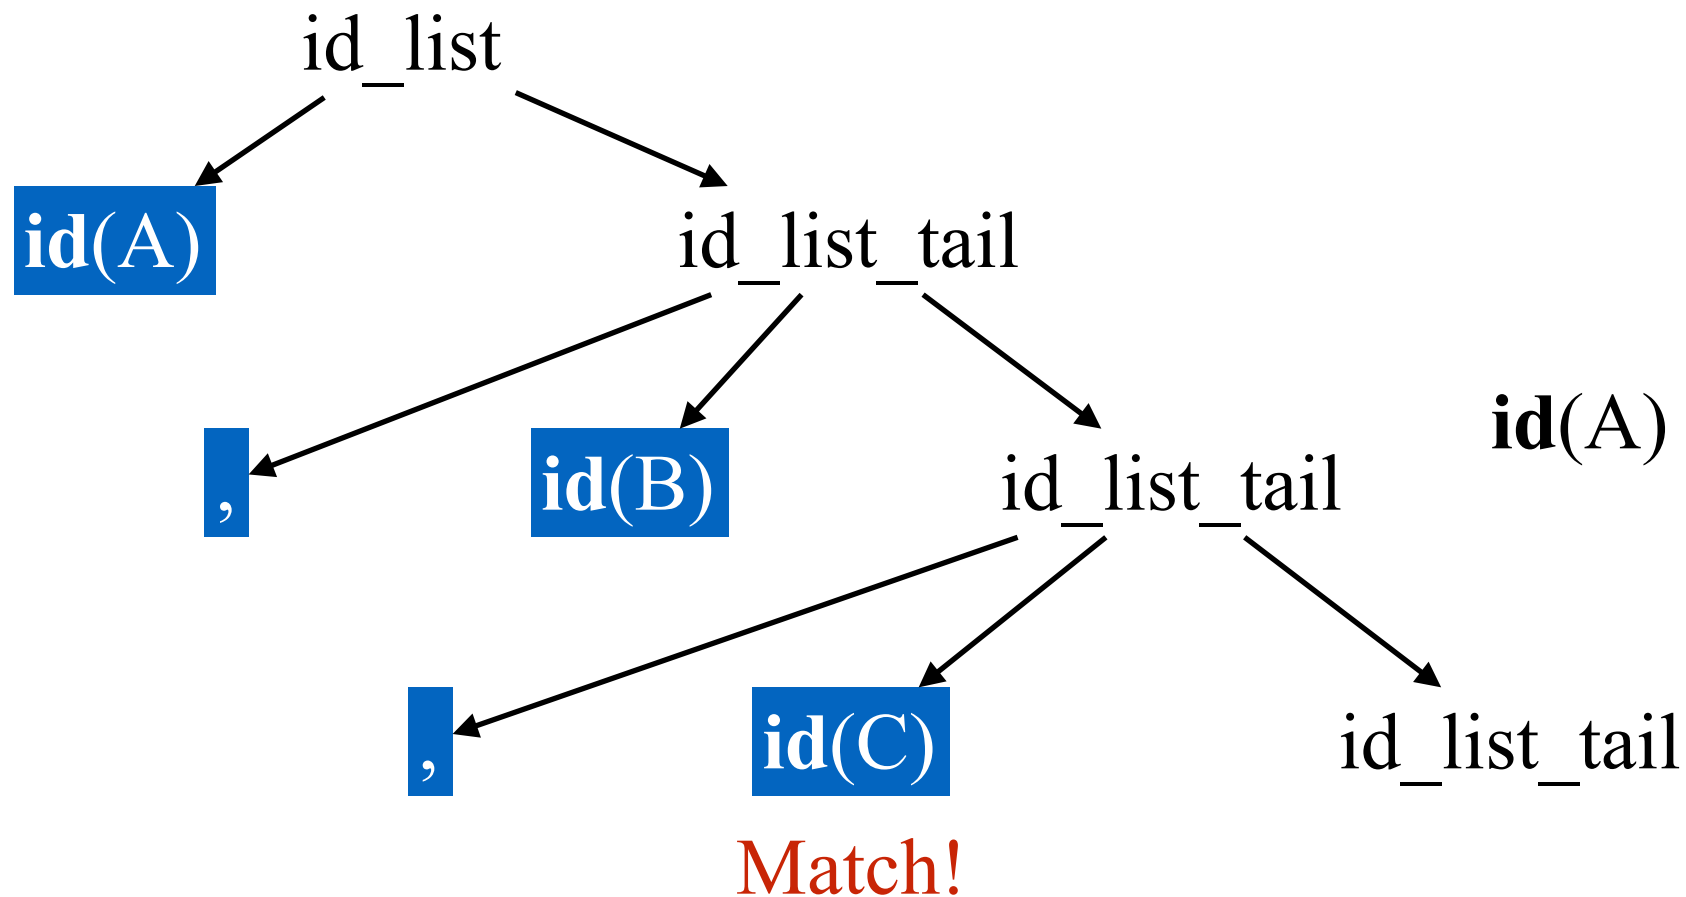 id_list
id(A)
id_list_tail
id(A)
,
id(B)
id_list_tail
,
id(C)
id_list_tail
Match!